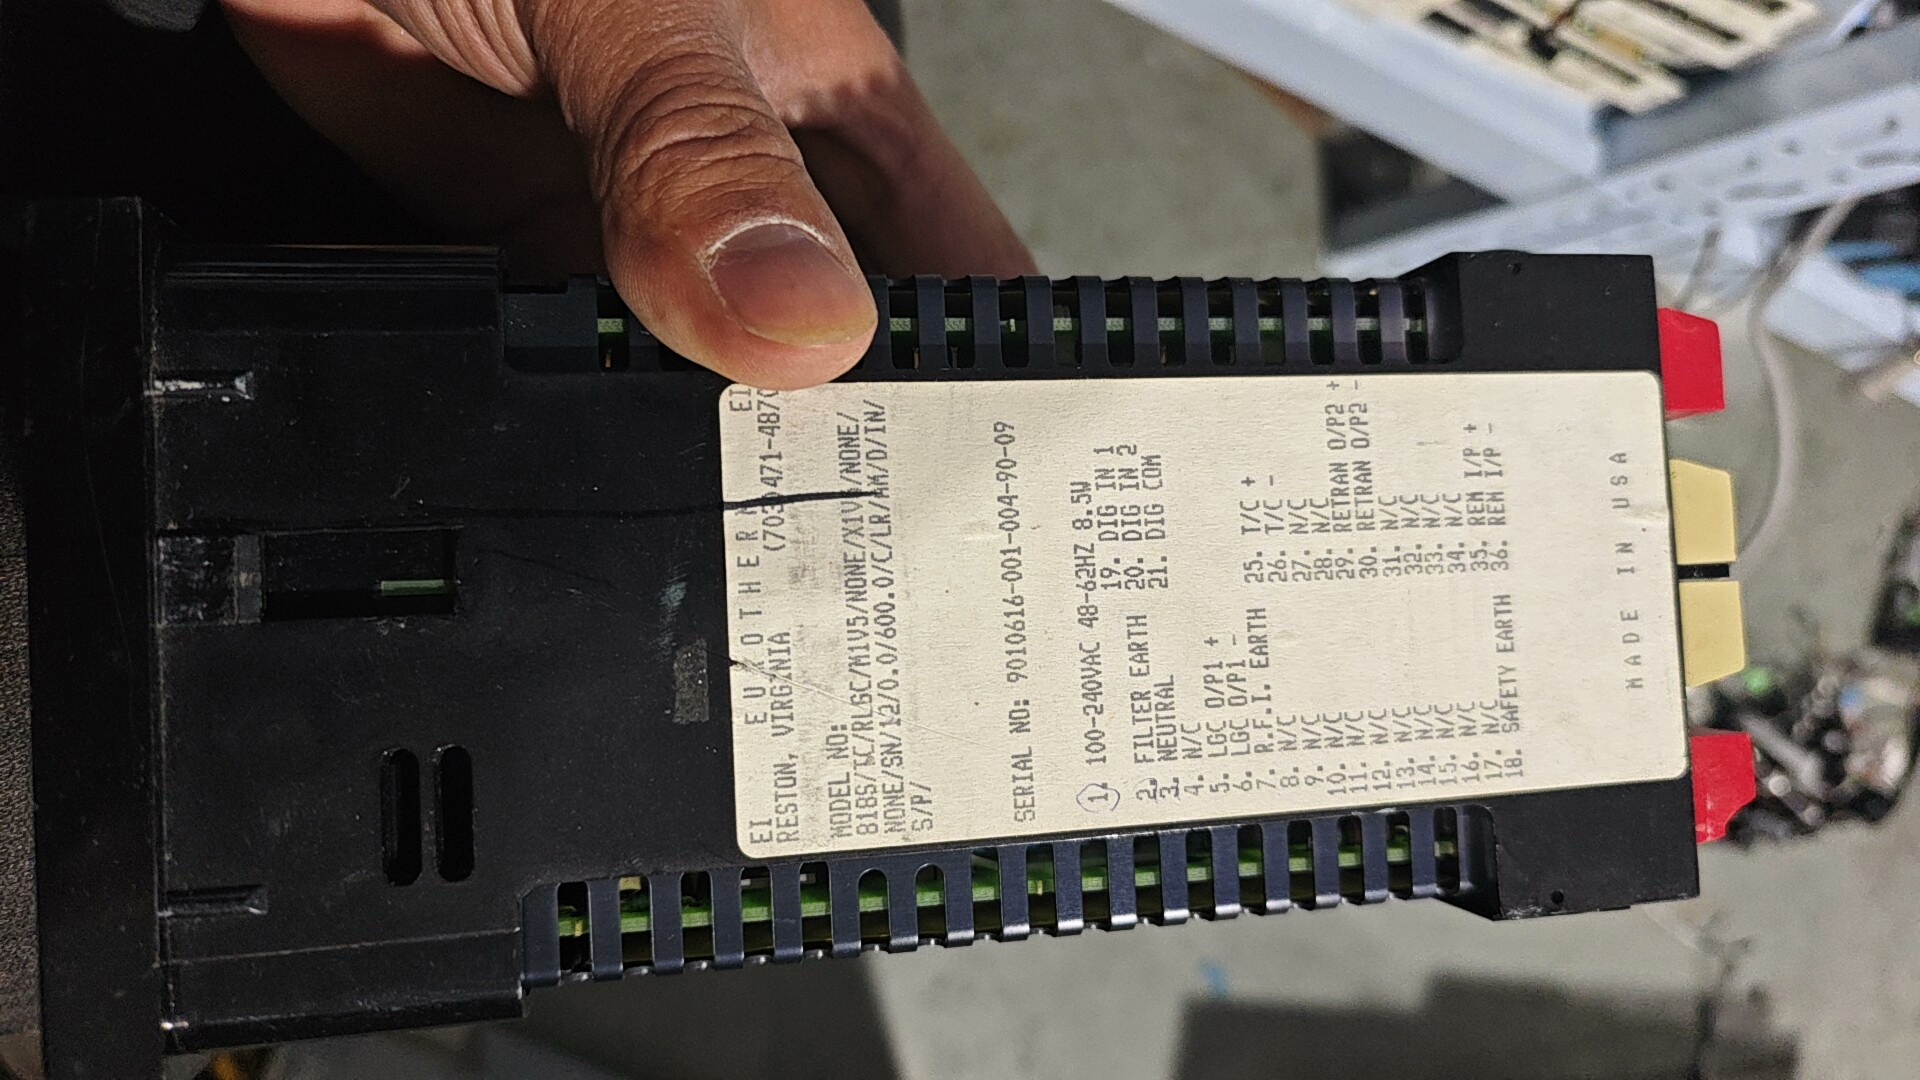 EI EUROTHERM EI
RESTON, VIRGINIA (703)471-4870
MODEL NO:
818S/TC/RLGC/M1V5/NONE/X1V5/NONE/
NONE/SN/12/0.0/600.0/C/LR/AM/D/IN/
S/P/
SERIAL NO: 9010616-001-004-90-09
1. 100-240VAC 48-62HZ 8.5W
2. FILTER EARTH
3. NEUTRAL
4. N/C
5. LGC O/P1 +
6. LGC O/P1 -
7. R.F.I. EARTH
8. N/C
9. N/C
10. N/C
11. N/C
12. N/C
13. N/C
14. N/C
15. N/C
16. N/C
17. N/C
18. SAFETY EARTH
19. DIG IN 1
20. DIG IN 2
21. DIG COM
25. T/C +
26. T/C -
27. N/C
28. N/C
29. RETRAN O/P2 +
30. RETRAN O/P2 -
31. N/C
32. N/C
33. N/C
34. N/C
35. REM I/P +
36. REM I/P -
MADE IN USA